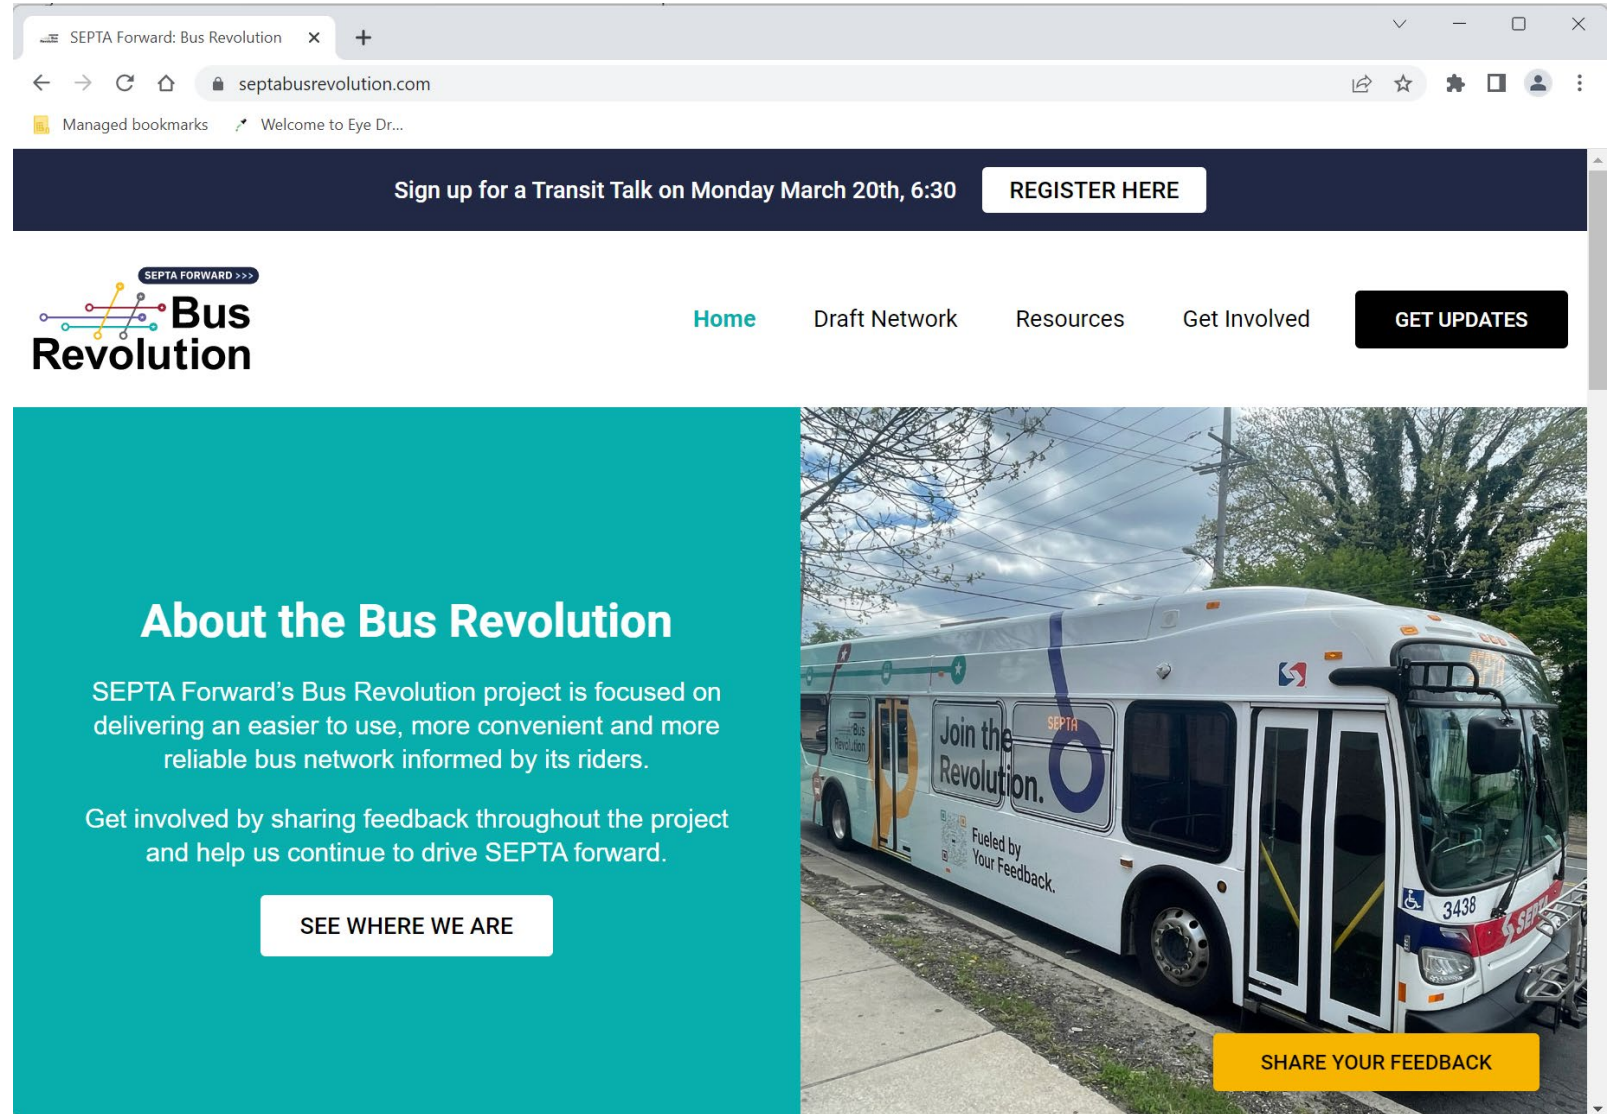 SEPTA Forward: Bus Revolution
septabusrevolution.com
Managed bookmarks
Welcome to Eye Dr...
Sign up for a Transit Talk on Monday March 20th, 6:30
REGISTER HERE
SEPTA FORWARD >>>
Bus
Revolution
Home
Draft Network
Resources
Get Involved
GET UPDATES
About the Bus Revolution
SEPTA Forward’s Bus Revolution project is focused on
delivering an easier to use, more convenient and more
reliable bus network informed by its riders.
Get involved by sharing feedback throughout the project
and help us continue to drive SEPTA forward.
SEE WHERE WE ARE
Bus
Revolution
Join the
Revolution.
SEPTA
Fueled by
Your Feedback.
3438
SEPTA
SHARE YOUR FEEDBACK